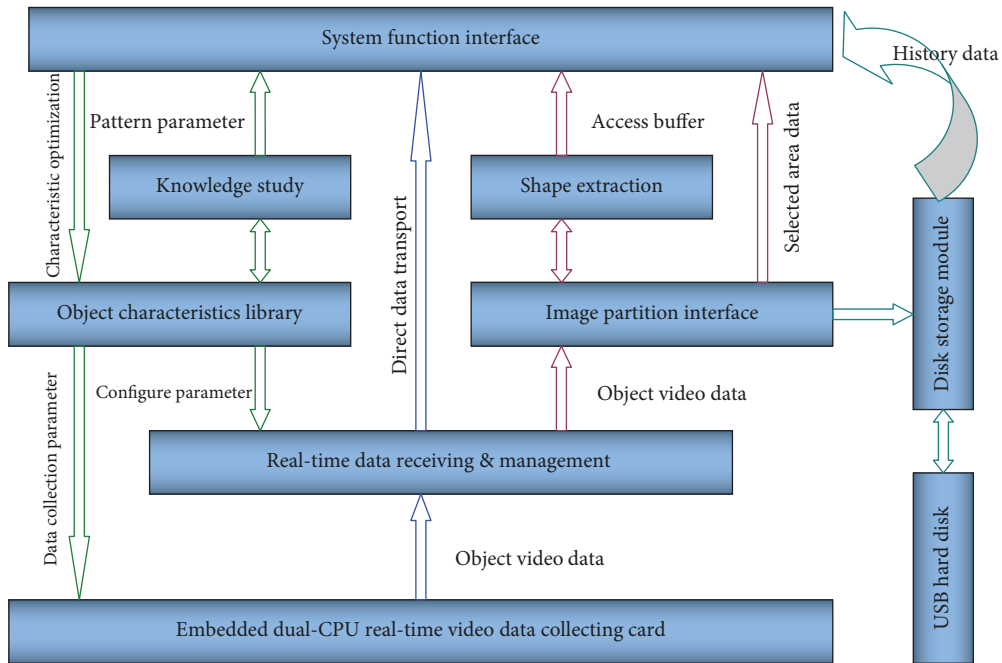 System function interface
History data
Characteristic optimization
Pattern parameter
Access buffer
Selected area data
Knowledge study
Shape extraction
Direct data transport
Disk storage module
Object characteristics library
Image partition interface
Data collection parameter
Configure parameter
Object video data
Real-time data receiving & management
Object video data
USB hard disk
Embedded dual-CPU real-time video data collecting card